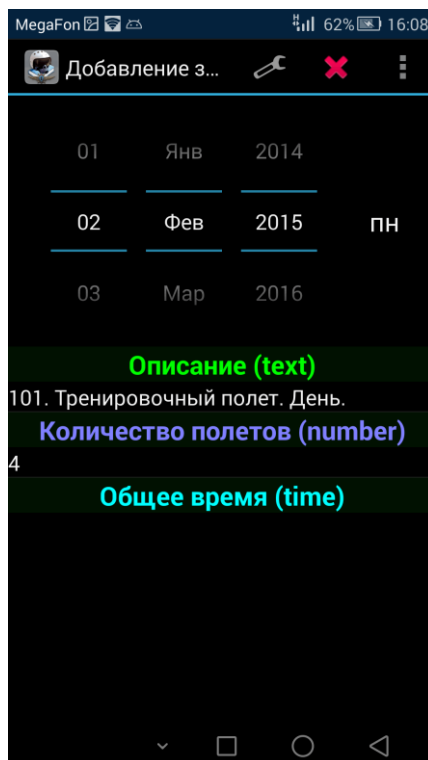 MegaFon 62% 16:08
Добавление з...
01 Янв 2014
02 Фев 2015 пн
03 Мар 2016
Описание (text)
101. Тренировочный полет. День.
Количество полетов (number)
4
Общее время (time)